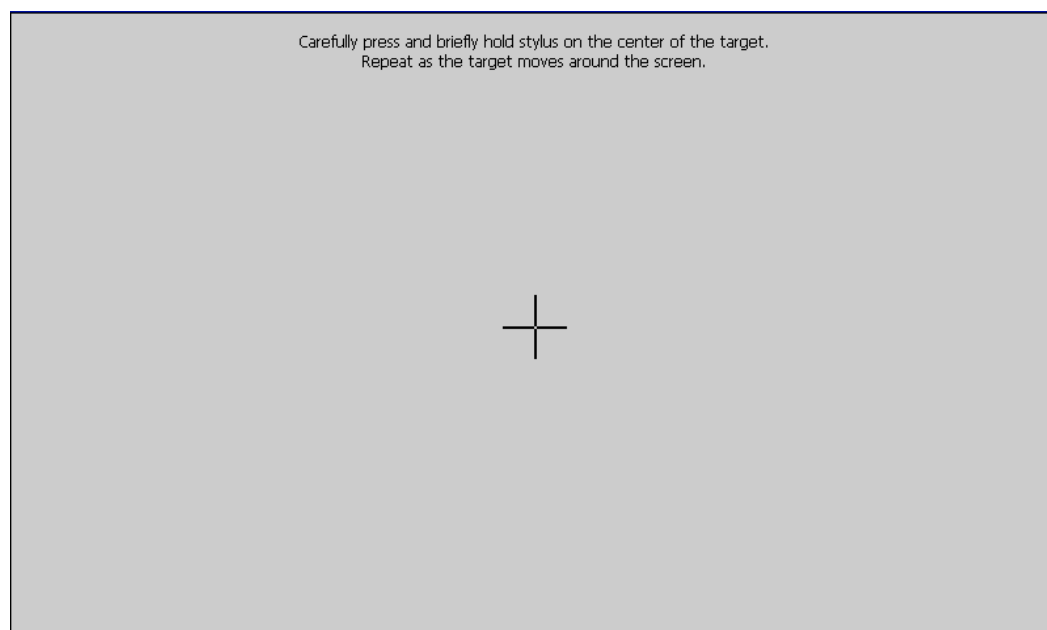 Carefully press and briefly hold stylus on the center of the target.
Repeat as the target moves around the screen.